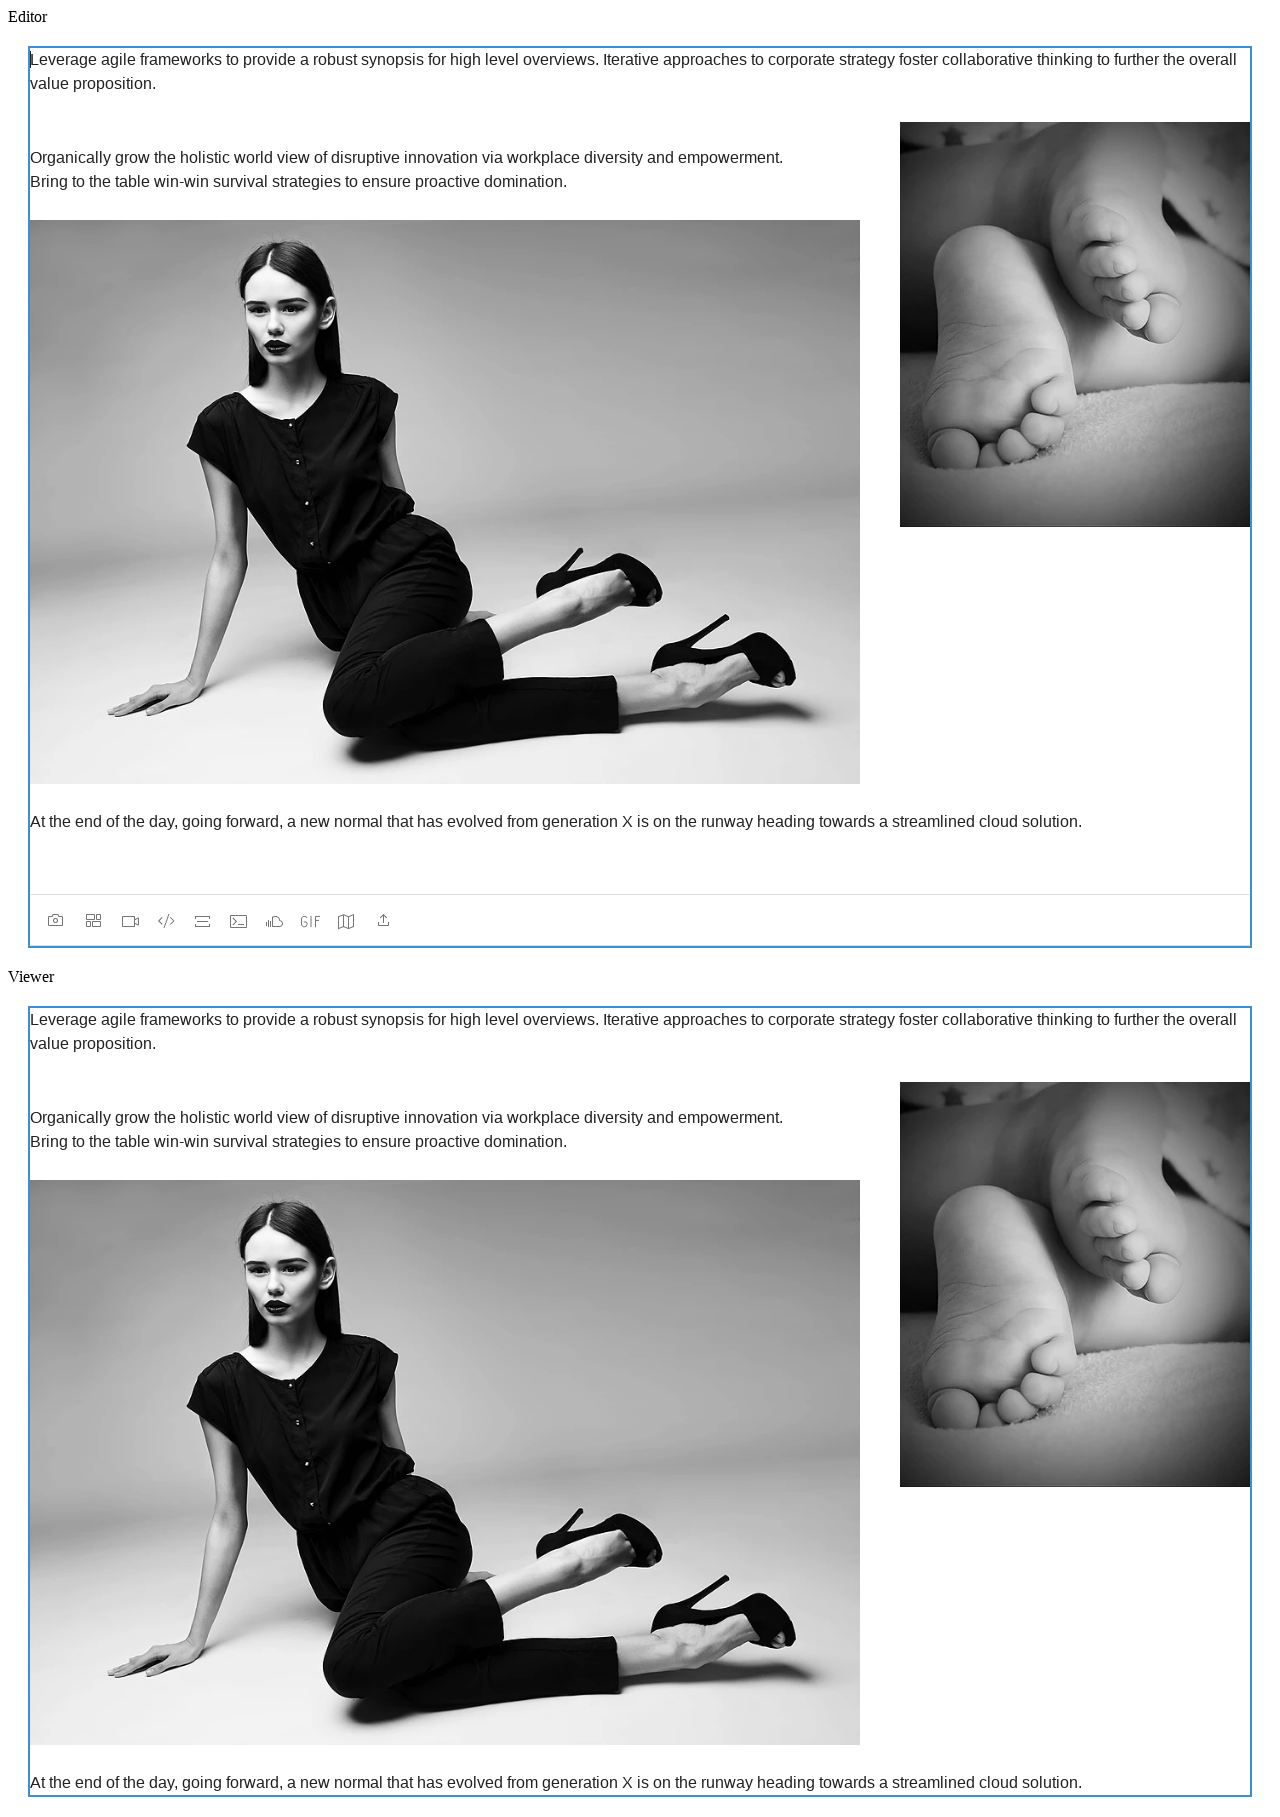 Editor
Leverage agile frameworks to provide a robust synopsis for high level overviews. Iterative approaches to corporate strategy foster collaborative thinking to further the overall
value proposition.
Organically grow the holistic world view of disruptive innovation via workplace diversity and empowerment.
Bring to the table win-win survival strategies to ensure proactive domination.
At the end of the day, going forward, a new normal that has evolved from generation X is on the runway heading towards a streamlined cloud solution.
GIF
Viewer
Leverage agile frameworks to provide a robust synopsis for high level overviews. Iterative approaches to corporate strategy foster collaborative thinking to further the overall
value proposition.
Organically grow the holistic world view of disruptive innovation via workplace diversity and empowerment.
Bring to the table win-win survival strategies to ensure proactive domination.
At the end of the day, going forward, a new normal that has evolved from generation X is on the runway heading towards a streamlined cloud solution.